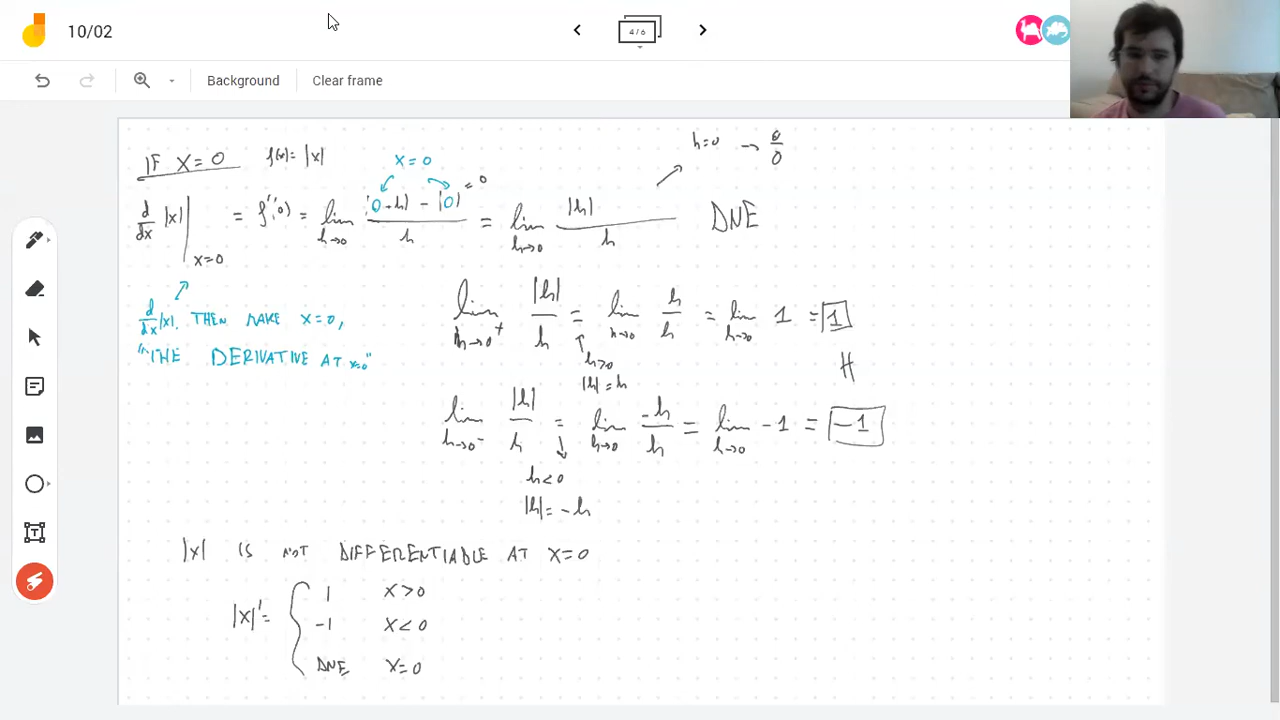 10/02
4/6
Background
Clear frame
IF X=0 f(x)=|x|
x=0
h=0 → 0/0
d/dx |x| |x=0 = f'(0) = lim h→0 |0+h| - |0| / h = lim h→0 |h|/h DNE
=0
d/dx |x|. THEN MAKE X=0,
"THE DERIVATIVE AT x=0"
lim h→0+ |h|/h = lim h→0 h/h = lim h→0 1 = 1
h>0
|h|=h
≠
lim h→0- |h|/h = lim h→0 -h/h = lim h→0 -1 = -1
h<0
|h|=-h
|x| IS NOT DIFFERENTIABLE AT X=0
|x|' = { 1 x>0
-1 x<0
DNE x=0